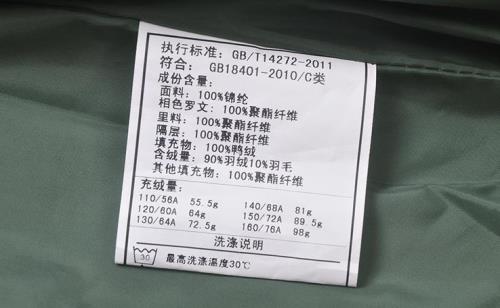 执行标准：GB/T14272-2011
符合：GB18401-2010/C类
成份含量：
面料：100%锦纶
相色罗文：100%聚酯纤维
里料：100%聚酯纤维
隔层：100%聚酯纤维
填充物：100%鸭绒
含绒量：90%羽绒10%羽毛
其他填充物：100%聚酯纤维
充绒量：
110/56A 55.5g 140/68A 81g
120/60A 64g 150/72A 89.5g
130/64A 72.5g 160/76A 98g
洗涤说明
30 最高洗涤温度30℃